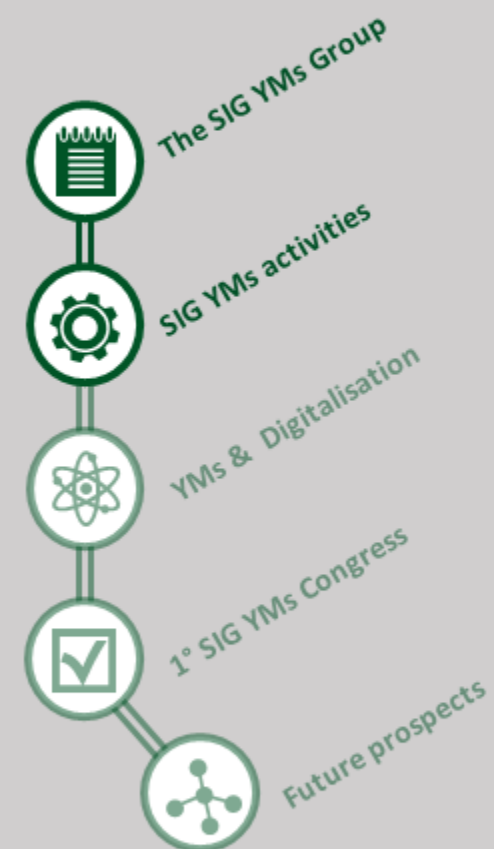 The SIG YMs Group
SIG YMs activities
YMs & Digitalisation
1° SIG YMs Congress
Future prospects